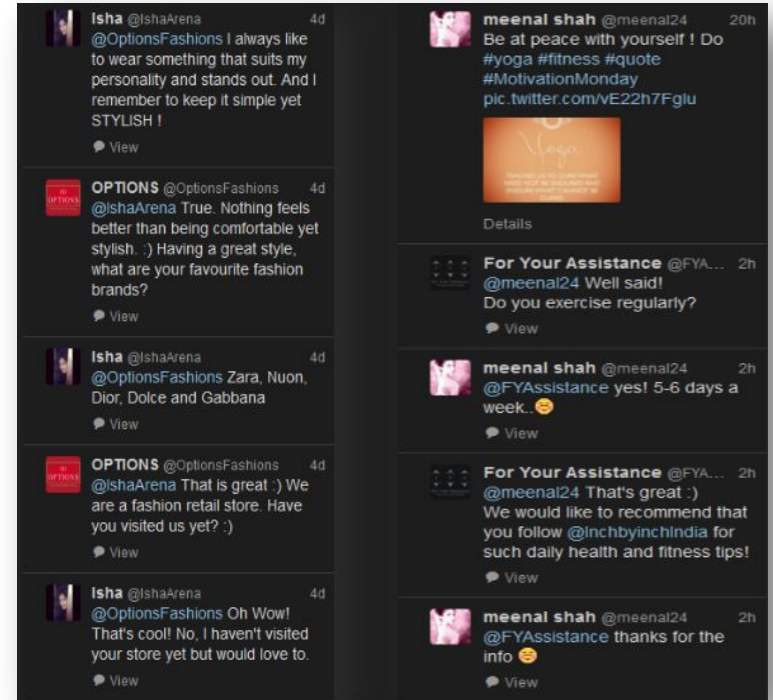 Isha @IshaArena 4d
@OptionsFashions I always like
to wear something that suits my
personality and stands out. And I
remember to keep it simple yet
STYLISH !
View
OPTIONS @OptionsFashions 4d
@IshaArena True. Nothing feels
better than being comfortable yet
stylish. :) Having a great style,
what are your favourite fashion
brands?
View
Isha @IshaArena 4d
@OptionsFashions Zara, Nuon,
Dior, Dolce and Gabbana
View
OPTIONS @OptionsFashions 4d
@IshaArena That is great :) We
are a fashion retail store. Have
you visited us yet? :)
View
Isha @IshaArena 4d
@OptionsFashions Oh Wow!
That's cool! No, I haven't visited
your store yet but would love to.
View
meenal shah @meenal24 20h
Be at peace with yourself ! Do
#yoga #fitness #quote
#MotivationMonday
pic.twitter.com/vE22h7Fglu
Yoga
Details
For Your Assistance @FYA... 2h
@meenal24 Well said!
Do you exercise regularly?
View
meenal shah @meenal24 2h
@FYAssistance yes! 5-6 days a
week..😊
View
For Your Assistance @FYA... 2h
@meenal24 That's great :)
We would like to recommend that
you follow @InchbyinchIndia for
such daily health and fitness tips!
View
meenal shah @meenal24 2h
@FYAssistance thanks for the
info 😊
View